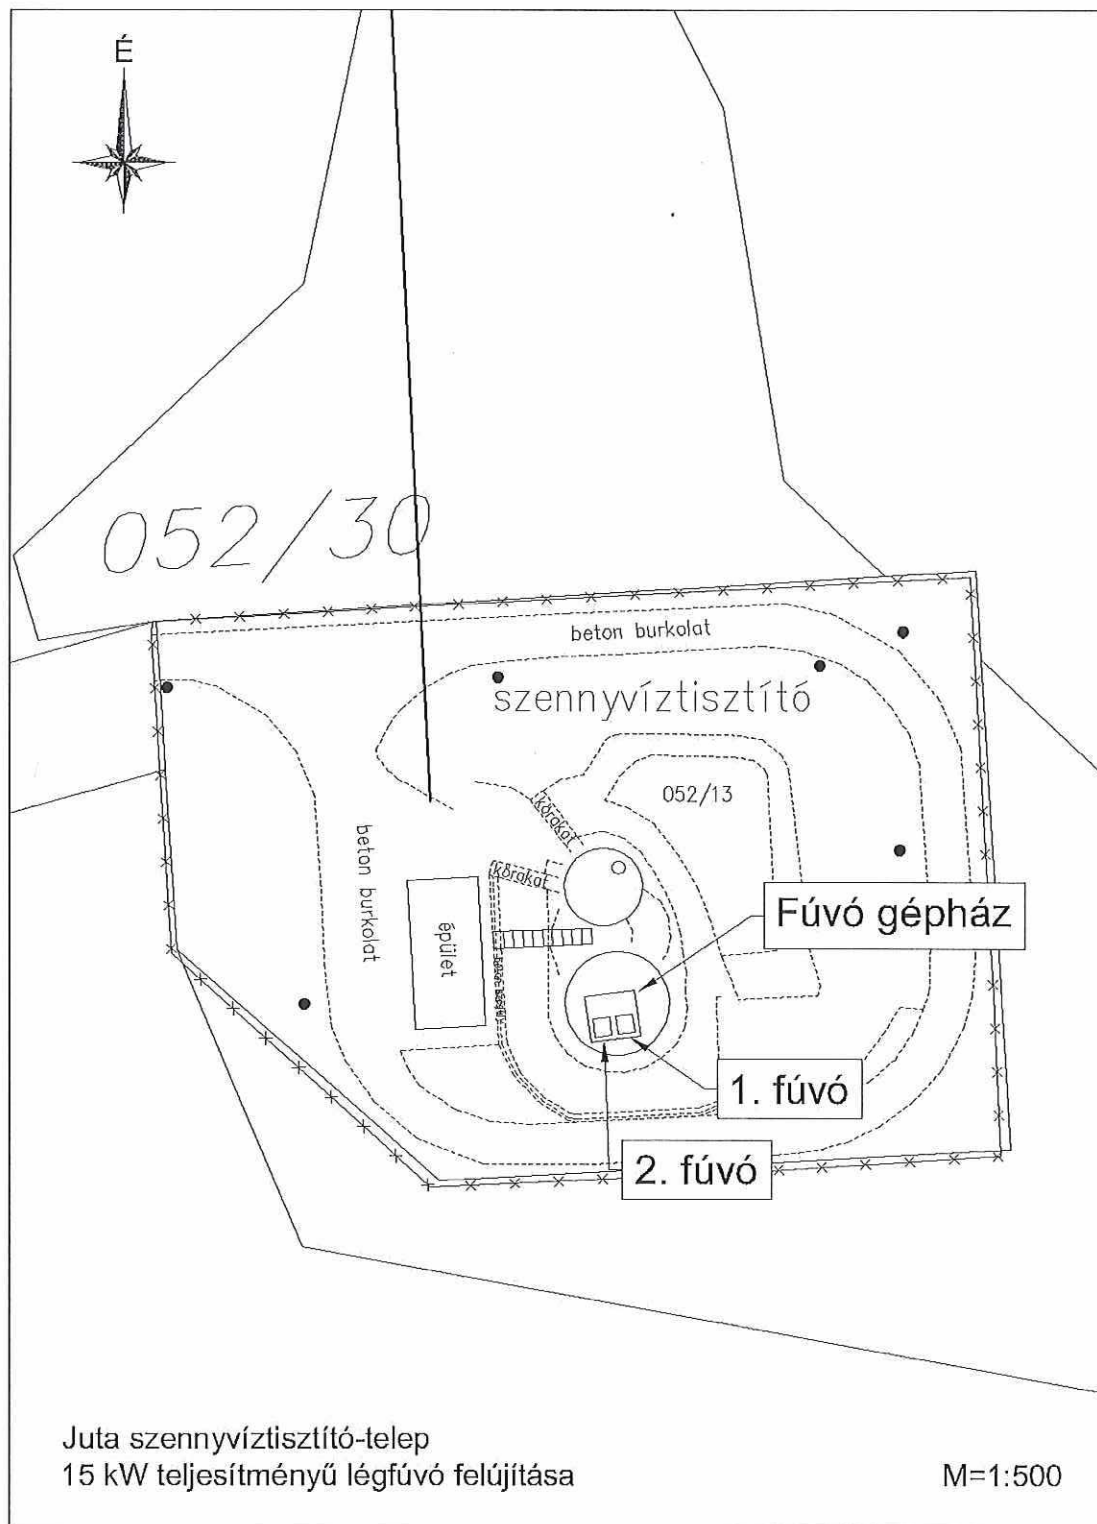 É
052/30
beton burkolat
szennyvíztisztító
052/13
kőrakat
kőrakat
beton burkolat
épület
Fúvó gépház
1. fúvó
2. fúvó
Juta szennyvíztisztító-telep
15 kW teljesítményű légfúvó felújítása
M=1:500